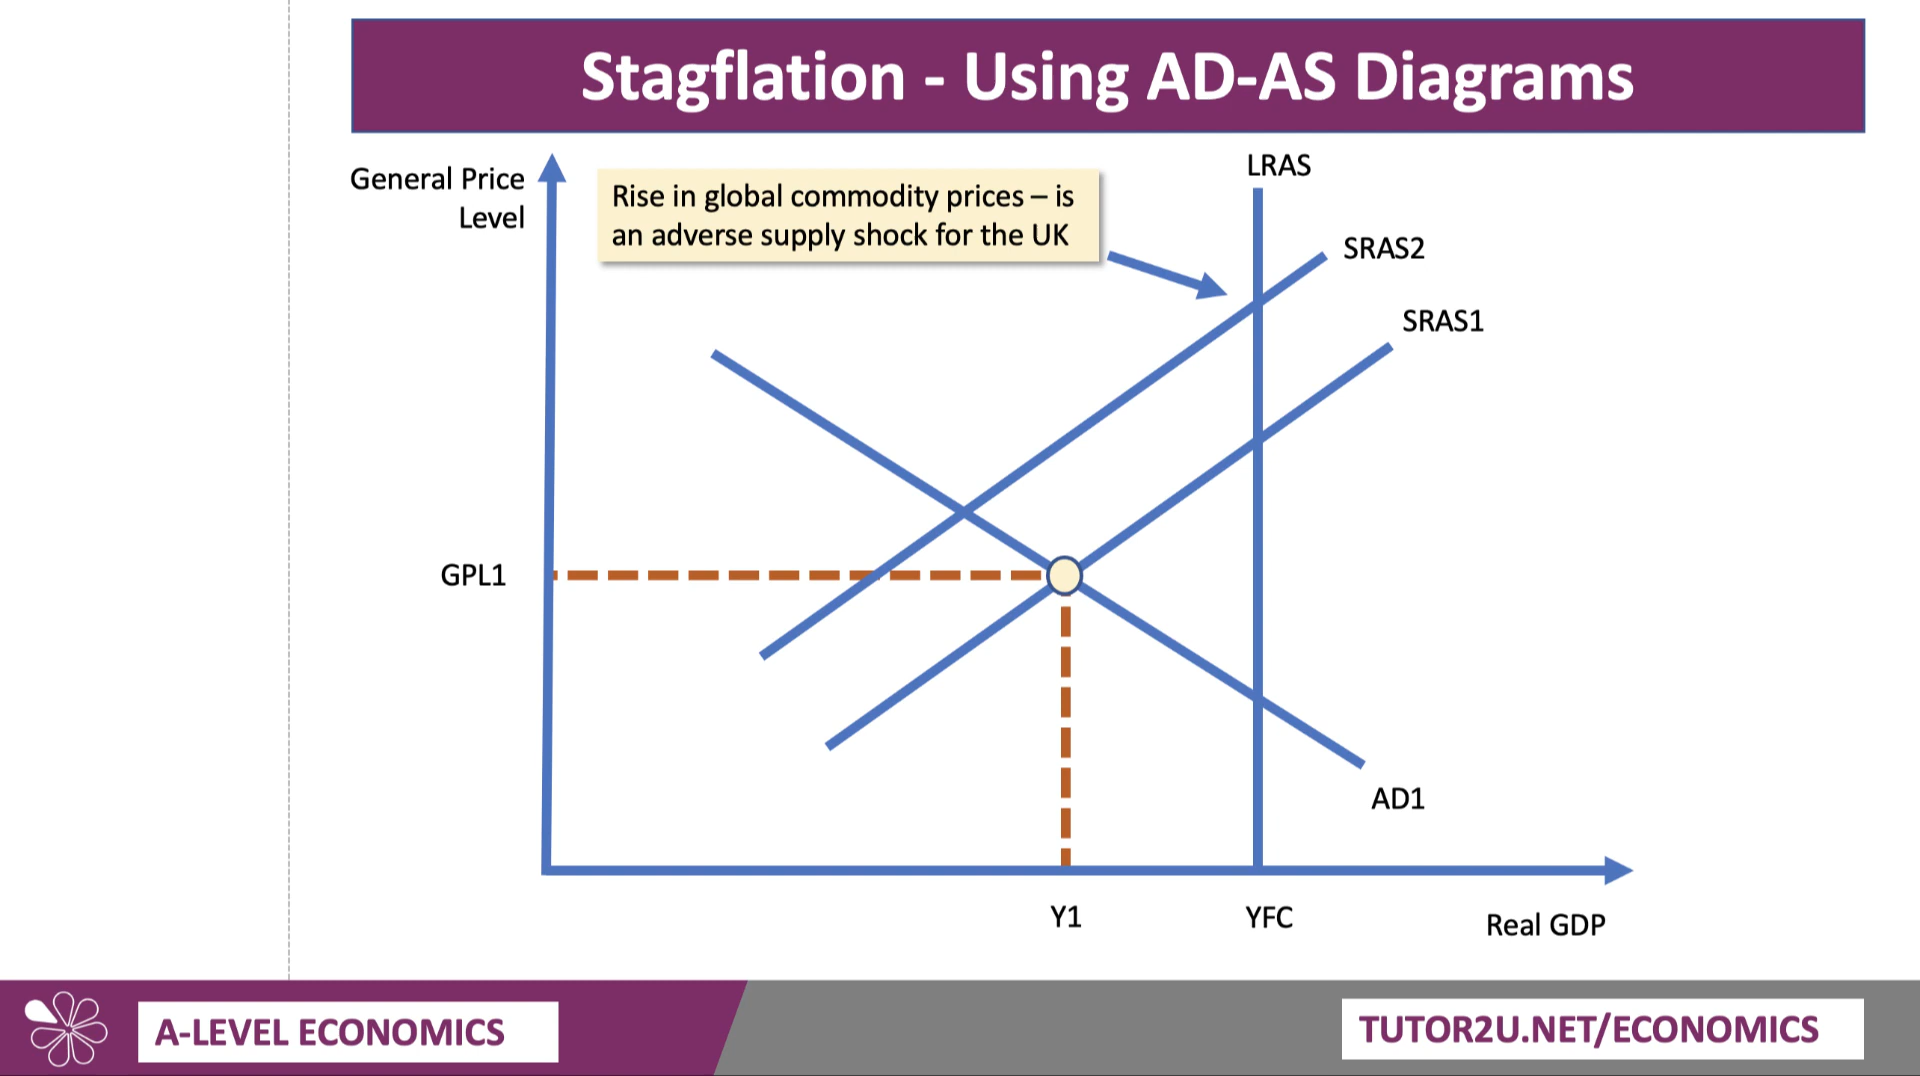 Stagflation - Using AD-AS Diagrams
General Price
Level
Rise in global commodity prices – is
an adverse supply shock for the UK
LRAS
SRAS2
SRAS1
GPL1
AD1
Y1
YFC
Real GDP
A-LEVEL ECONOMICS
TUTOR2U.NET/ECONOMICS